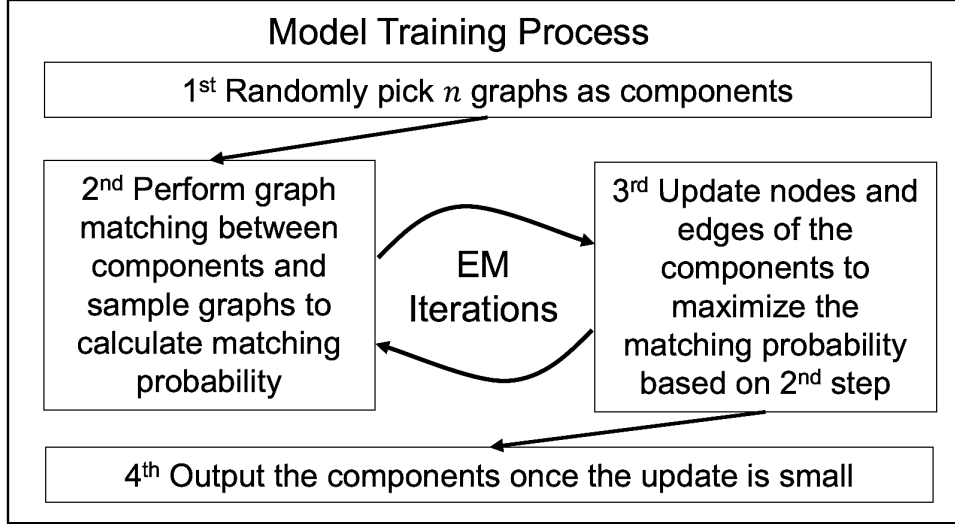 Model Training Process
1st Randomly pick n graphs as components
2nd Perform graph
matching between
components and
sample graphs to
calculate matching
probability
EM
Iterations
3rd Update nodes and
edges of the
components to
maximize the
matching probability
based on 2nd step
4th Output the components once the update is small